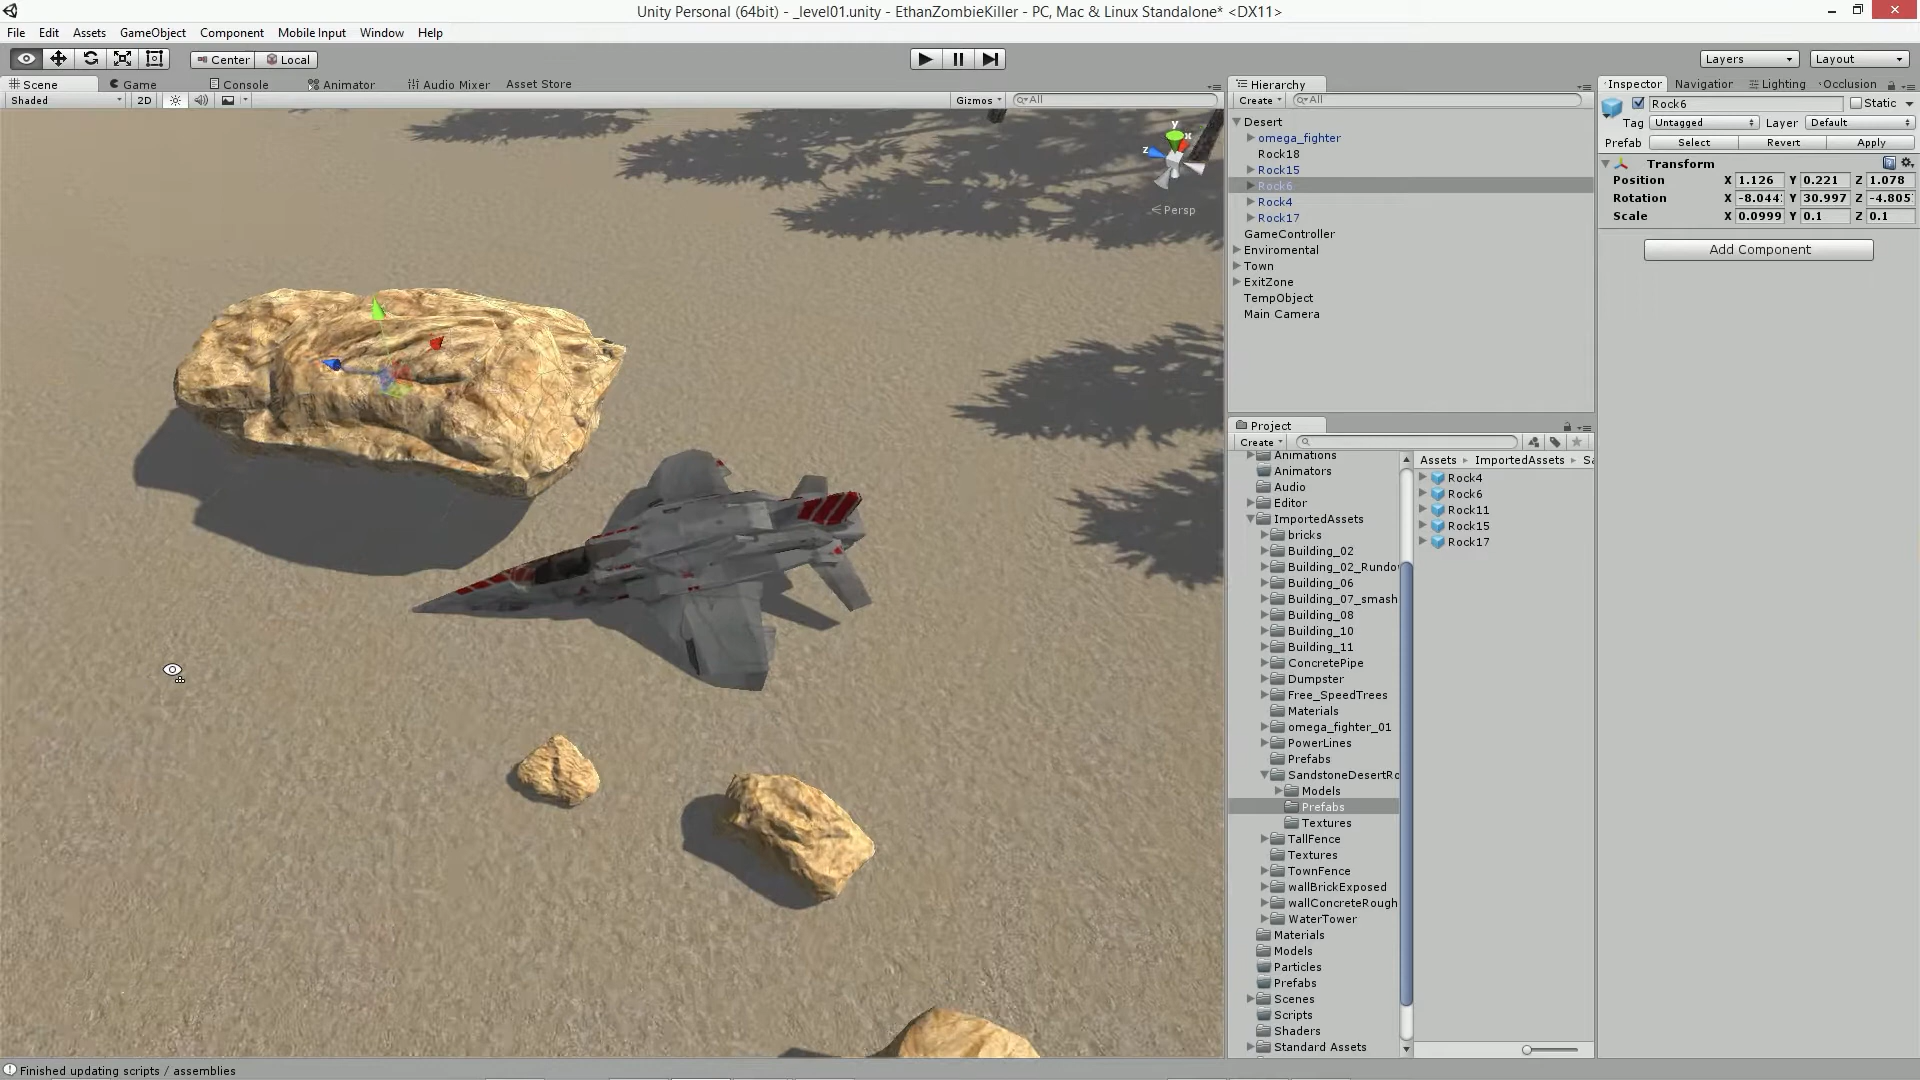 Unity Personal (64bit) - _level01.unity - EthanZombieKiller - PC, Mac & Linux Standalone* <DX11>
File Edit Assets GameObject Component Mobile Input Window Help
Center Local Layers Layout
Scene Game Console Animator Audio Mixer Asset Store
Shaded 2D Gizmos All
y
x
z
Persp
Hierarchy
Create All
Desert
omega_fighter
Rock18
Rock15
Rock6
Rock4
Rock17
GameController
Enviromental
Town
ExitZone
TempObject
Main Camera
Project
Create
Animations
Animators
Audio
Editor
ImportedAssets
bricks
Building_02
Building_02_Rundo
Building_06
Building_07_smash
Building_08
Building_10
Building_11
ConcretePipe
Dumpster
Free_SpeedTrees
Materials
omega_fighter_01
PowerLines
Prefabs
SandstoneDesertRo
Models
Prefabs
Textures
TallFence
Textures
TownFence
wallBrickExposed
wallConcreteRough
WaterTower
Materials
Models
Particles
Prefabs
Scenes
Scripts
Shaders
Standard Assets
Assets ImportedAssets Sa
Rock4
Rock6
Rock11
Rock15
Rock17
Inspector Navigation Lighting Occlusion
Rock6 Static
Tag Untagged Layer Default
Prefab Select Revert Apply
Transform
Position X 1.126 Y 0.221 Z 1.078
Rotation X -8.044 Y 30.997 Z -4.805
Scale X 0.0999 Y 0.1 Z 0.1
Add Component
Finished updating scripts / assemblies